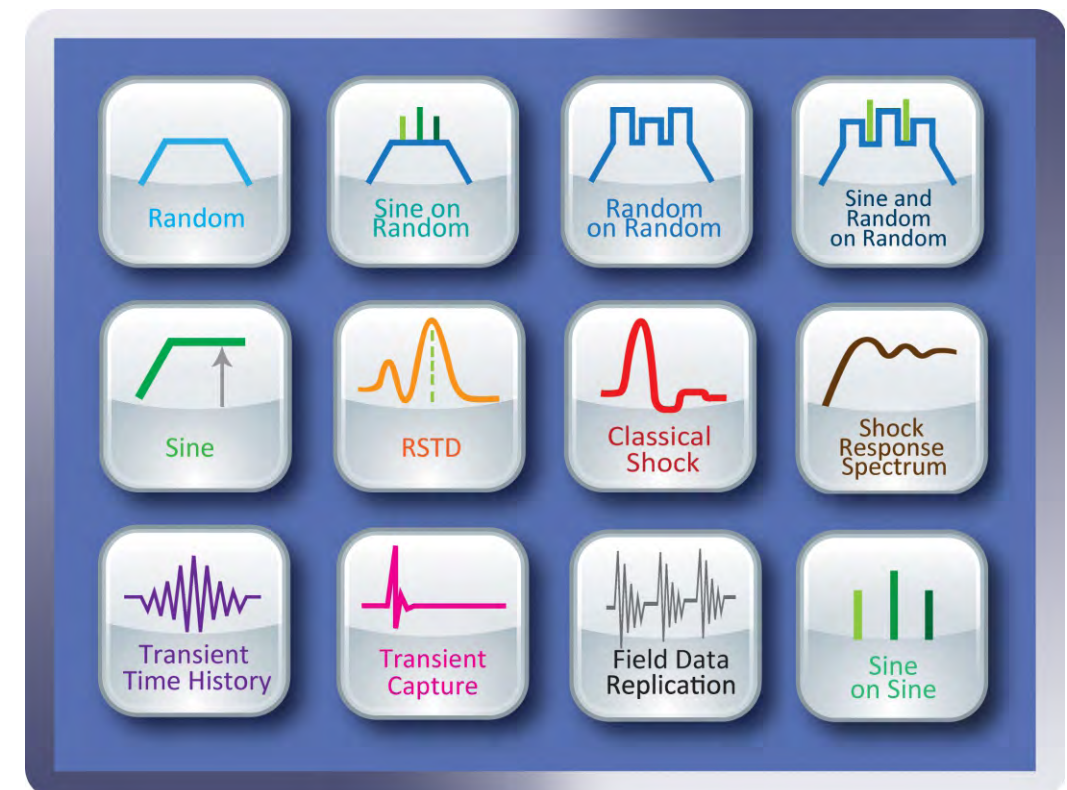 Random
Sine on
Random
Random
on Random
Sine and
Random
on Random
Sine
RSTD
Classical
Shock
Shock
Response
Spectrum
Transient
Time History
Transient
Capture
Field Data
Replication
Sine
on Sine